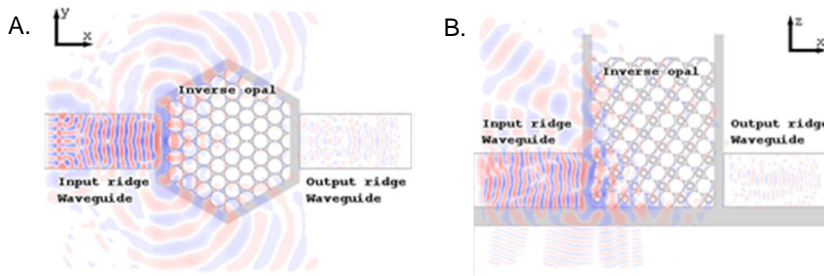 A.
y
x
Inverse opal
Input ridge
Waveguide
Output ridge
Waveguide
B.
z
x
Inverse opal
Input ridge
Waveguide
Output ridge
Waveguide